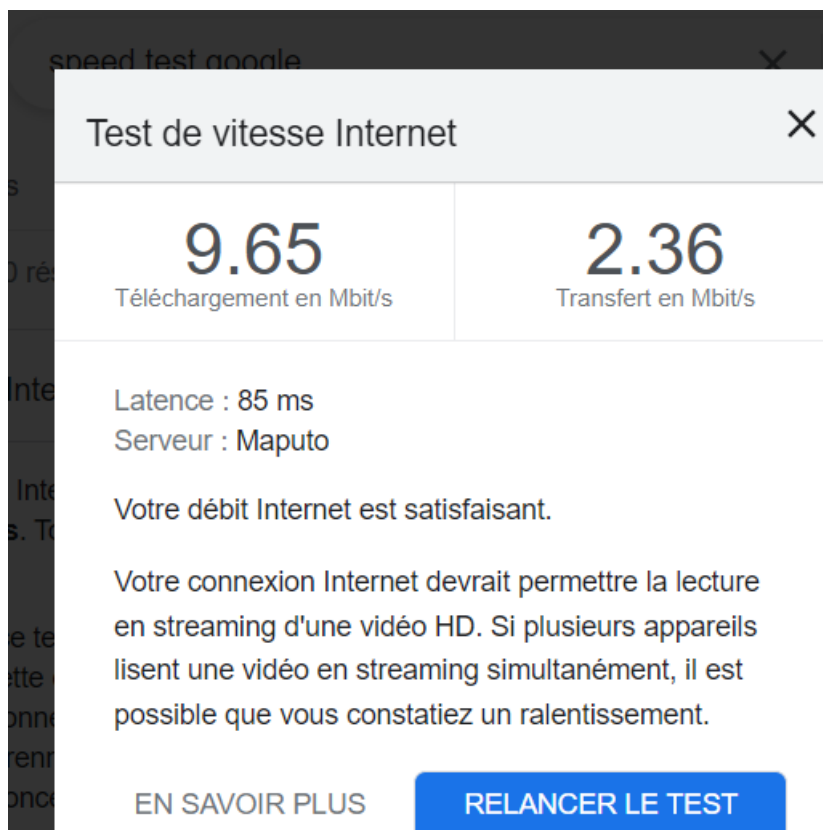 speed test google
Test de vitesse Internet
9.65
Téléchargement en Mbit/s
2.36
Transfert en Mbit/s
Latence : 85 ms
Serveur : Maputo
Votre débit Internet est satisfaisant.
Votre connexion Internet devrait permettre la lecture
en streaming d'une vidéo HD. Si plusieurs appareils
lisent une vidéo en streaming simultanément, il est
possible que vous constatiez un ralentissement.
EN SAVOIR PLUS
RELANCER LE TEST